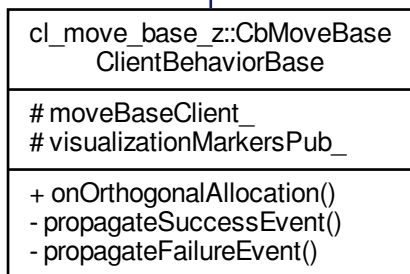 cl_move_base_z::CbMoveBase
ClientBehaviorBase
# moveBaseClient_
# visualizationMarkersPub_
+ onOrthogonalAllocation()
- propagateSuccessEvent()
- propagateFailureEvent()